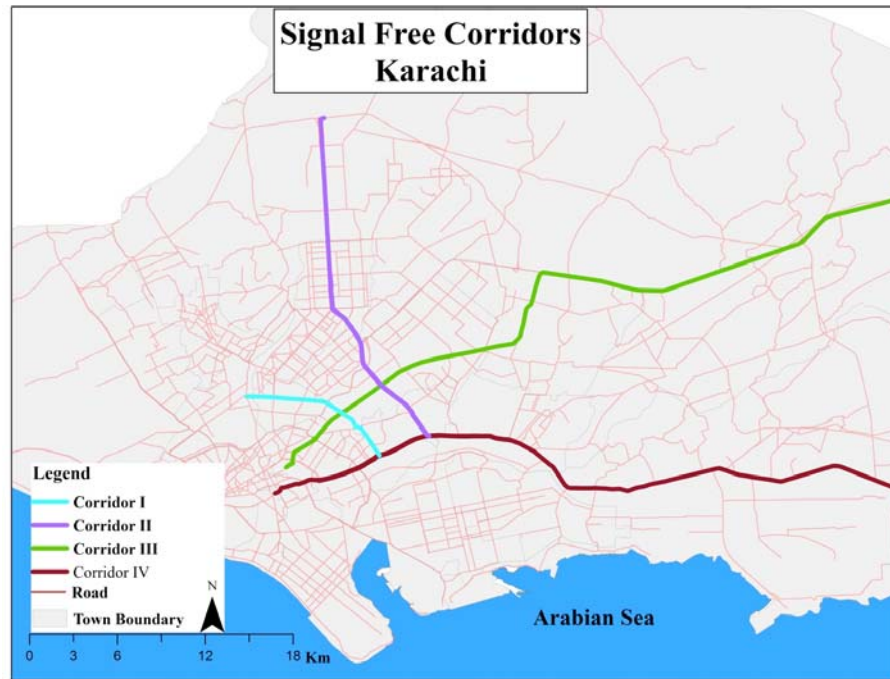 Signal Free Corridors
Karachi
Legend
Corridor I
Corridor II
Corridor III
Corridor IV
Road
Town Boundary
N
Arabian Sea
0 3 6 12 18 Km